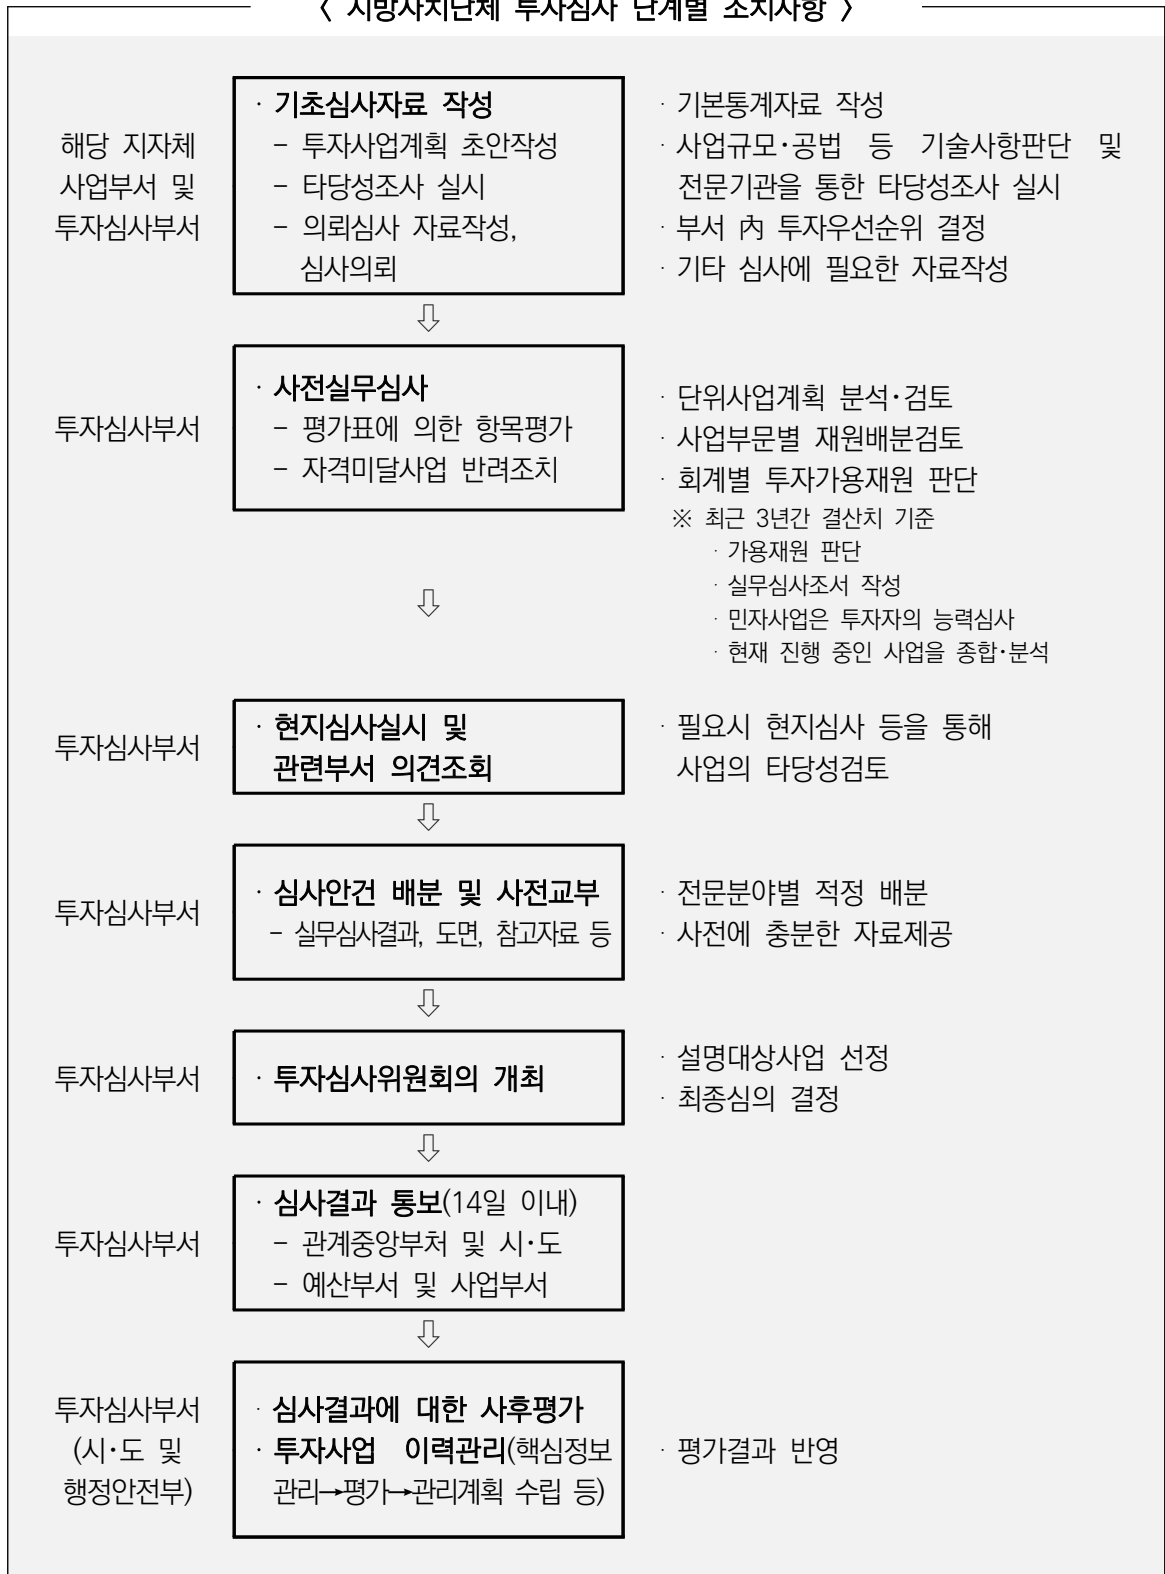 < 지방자치단체 투자심사 단계별 조치사항 >
해당 지자체
사업부서 및
투자심사부서
· 기초심사자료 작성
- 투자사업계획 초안작성
- 타당성조사 실시
- 의뢰심사 자료작성,
심사의뢰
· 기본통계자료 작성
· 사업규모·공법 등 기술사항판단 및
전문기관을 통한 타당성조사 실시
· 부서 內 투자우선순위 결정
· 기타 심사에 필요한 자료작성
⇩
투자심사부서
· 사전실무심사
- 평가표에 의한 항목평가
- 자격미달사업 반려조치
· 단위사업계획 분석·검토
· 사업부문별 재원배분검토
· 회계별 투자가용재원 판단
※ 최근 3년간 결산치 기준
· 가용재원 판단
· 실무심사조서 작성
· 민자사업은 투자자의 능력심사
· 현재 진행 중인 사업을 종합·분석
⇩
투자심사부서
· 현지심사실시 및
관련부서 의견조회
· 필요시 현지심사 등을 통해
사업의 타당성검토
⇩
투자심사부서
· 심사안건 배분 및 사전교부
- 실무심사결과, 도면, 참고자료 등
· 전문분야별 적정 배분
· 사전에 충분한 자료제공
⇩
투자심사부서
· 투자심사위원회의 개최
· 설명대상사업 선정
· 최종심의 결정
⇩
투자심사부서
· 심사결과 통보(14일 이내)
- 관계중앙부처 및 시·도
- 예산부서 및 사업부서
⇩
투자심사부서
(시·도 및
행정안전부)
· 심사결과에 대한 사후평가
· 투자사업 이력관리(핵심정보
관리→평가→관리계획 수립 등)
· 평가결과 반영